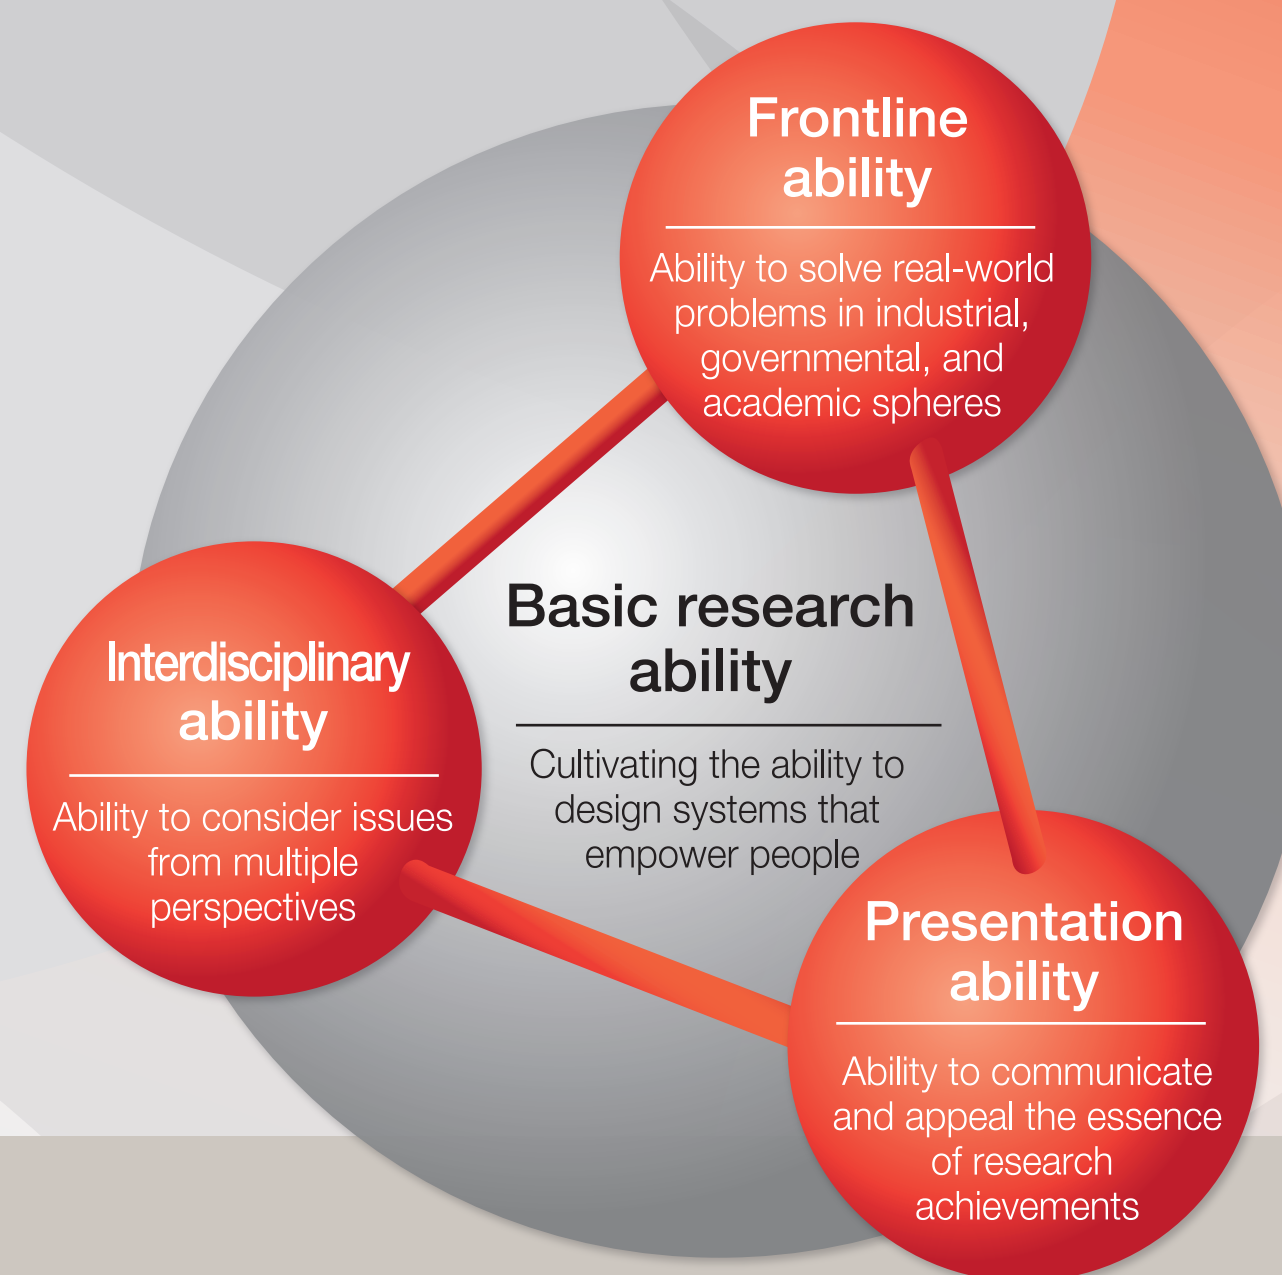 Frontline
ability
Ability to solve real-world
problems in industrial,
governmental, and
academic spheres
Basic research
ability
Cultivating the ability to
design systems that
empower people
Interdisciplinary
ability
Ability to consider issues
from multiple
perspectives
Presentation
ability
Ability to communicate
and appeal the essence
of research
achievements